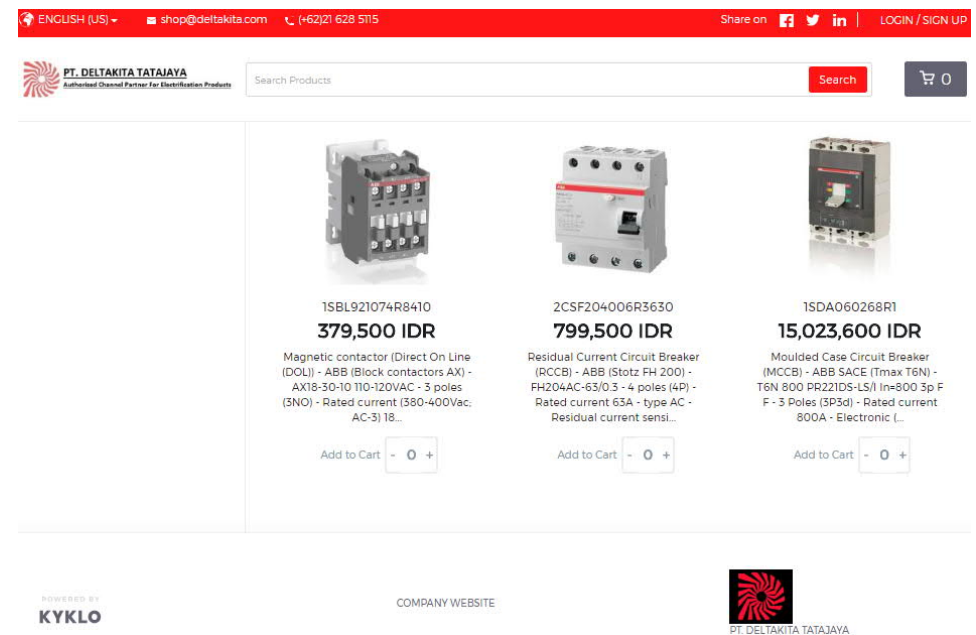 ENGLISH (US)
shop@deltakita.com
(+62)21 628 5115
Share on
LOGIN / SIGN UP
PT. DELTAKITA TATAJAYA
Authorized Channel Partner For Electrification Products
Search Products
Search
0
1SBL921074R8410
379,500 IDR
Magnetic contactor (Direct On Line
(DOL)) - ABB (Block contactors AX) -
AX18-30-10 110-120VAC - 3 poles
(3NO) - Rated current (380-400Vac;
AC-3) 18...
Add to Cart - 0 +
2CSF204006R3630
799,500 IDR
Residual Current Circuit Breaker
(RCCB) - ABB (Stotz FH 200) -
FH204AC-63/0.3 - 4 poles (4P) -
Rated current 63A - type AC -
Residual current sensi...
Add to Cart - 0 +
1SDA060268R1
15,023,600 IDR
Moulded Case Circuit Breaker
(MCCB) - ABB SACE (Tmax T6N) -
T6N 800 PR221DS-LS/I In=800 3p F
F - 3 Poles (3P3d) - Rated current
800A - Electronic (...
Add to Cart - 0 +
POWERED BY
KYKLO
COMPANY WEBSITE
PT. DELTAKITA TATAJAYA